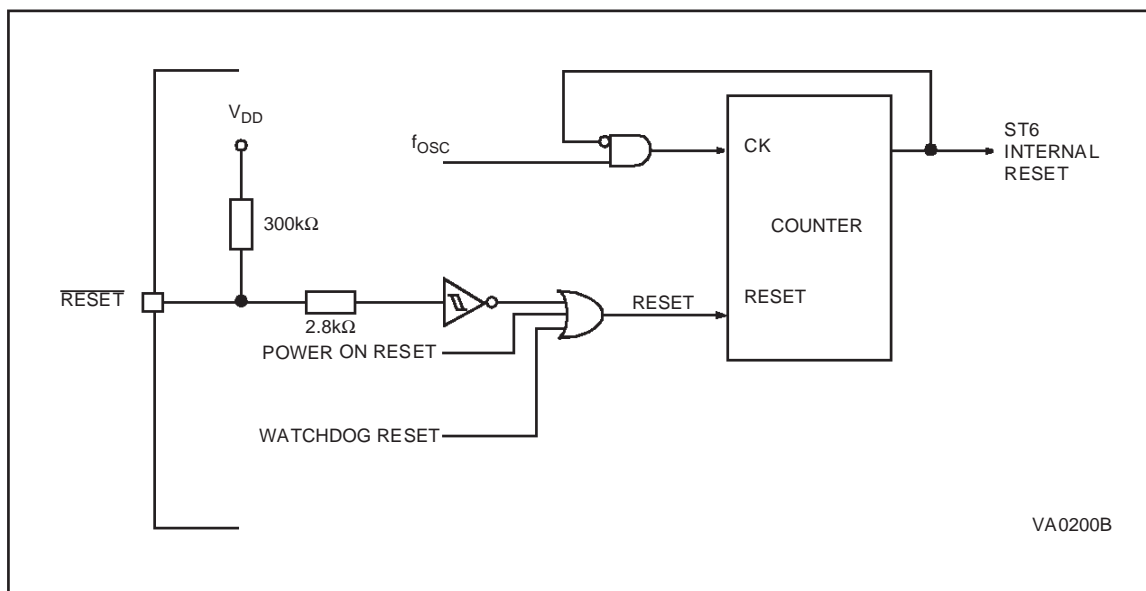 V_DD
f_OSC
CK
ST6
INTERNAL
RESET
300kΩ
COUNTER
RESET
RESET
RESET
2.8kΩ
POWER ON RESET
WATCHDOG RESET
VA0200B